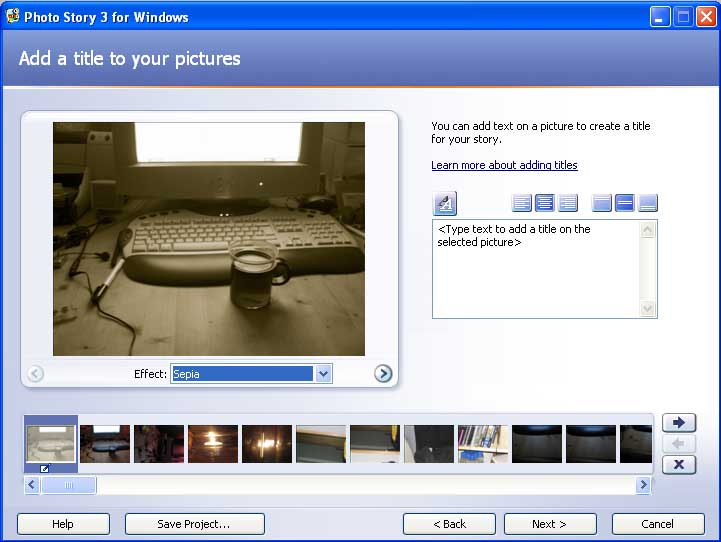 Photo Story 3 for Windows
Add a title to your pictures
You can add text on a picture to create a title
for your story.
Learn more about adding titles
<Type text to add a title on the
selected picture>
Effect: Sepia
Help
Save Project...
< Back
Next >
Cancel